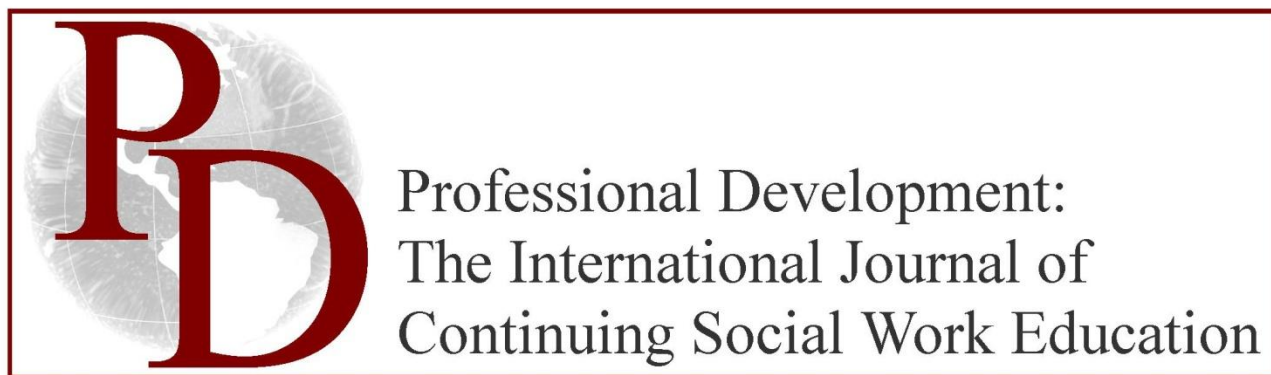 PD
Professional Development:
The International Journal of
Continuing Social Work Education